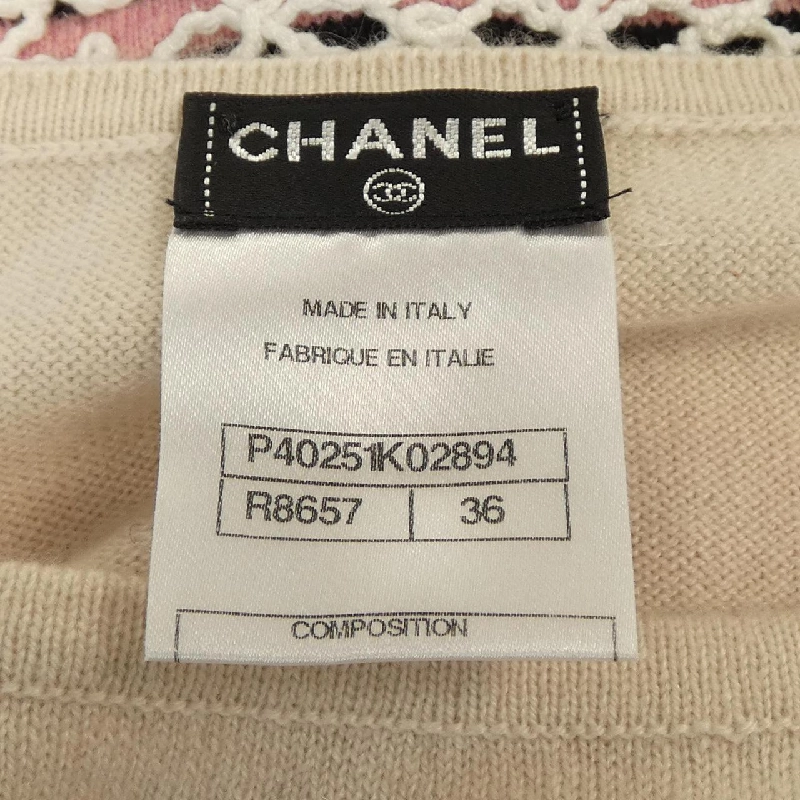 CHANEL
MADE IN ITALY
FABRIQUE EN ITALIE
P40251K02894
R8657 36
COMPOSITION